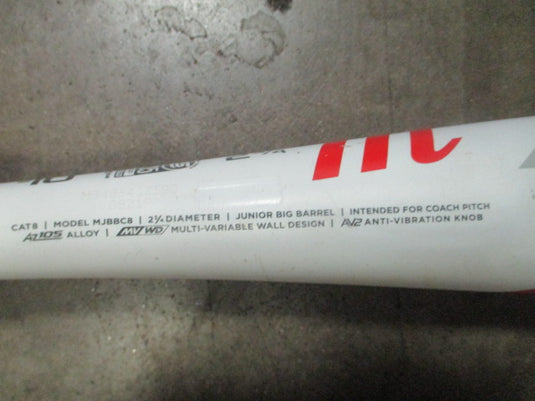 m
CAT8 | MODEL MJBBC8 | 2¾ DIAMETER | JUNIOR BIG BARREL | INTENDED FOR COACH PITCH
AZ105 ALLOY | MV/WD/ MULTI-VARIABLE WALL DESIGN | AV2 ANTI-VIBRATION KNOB